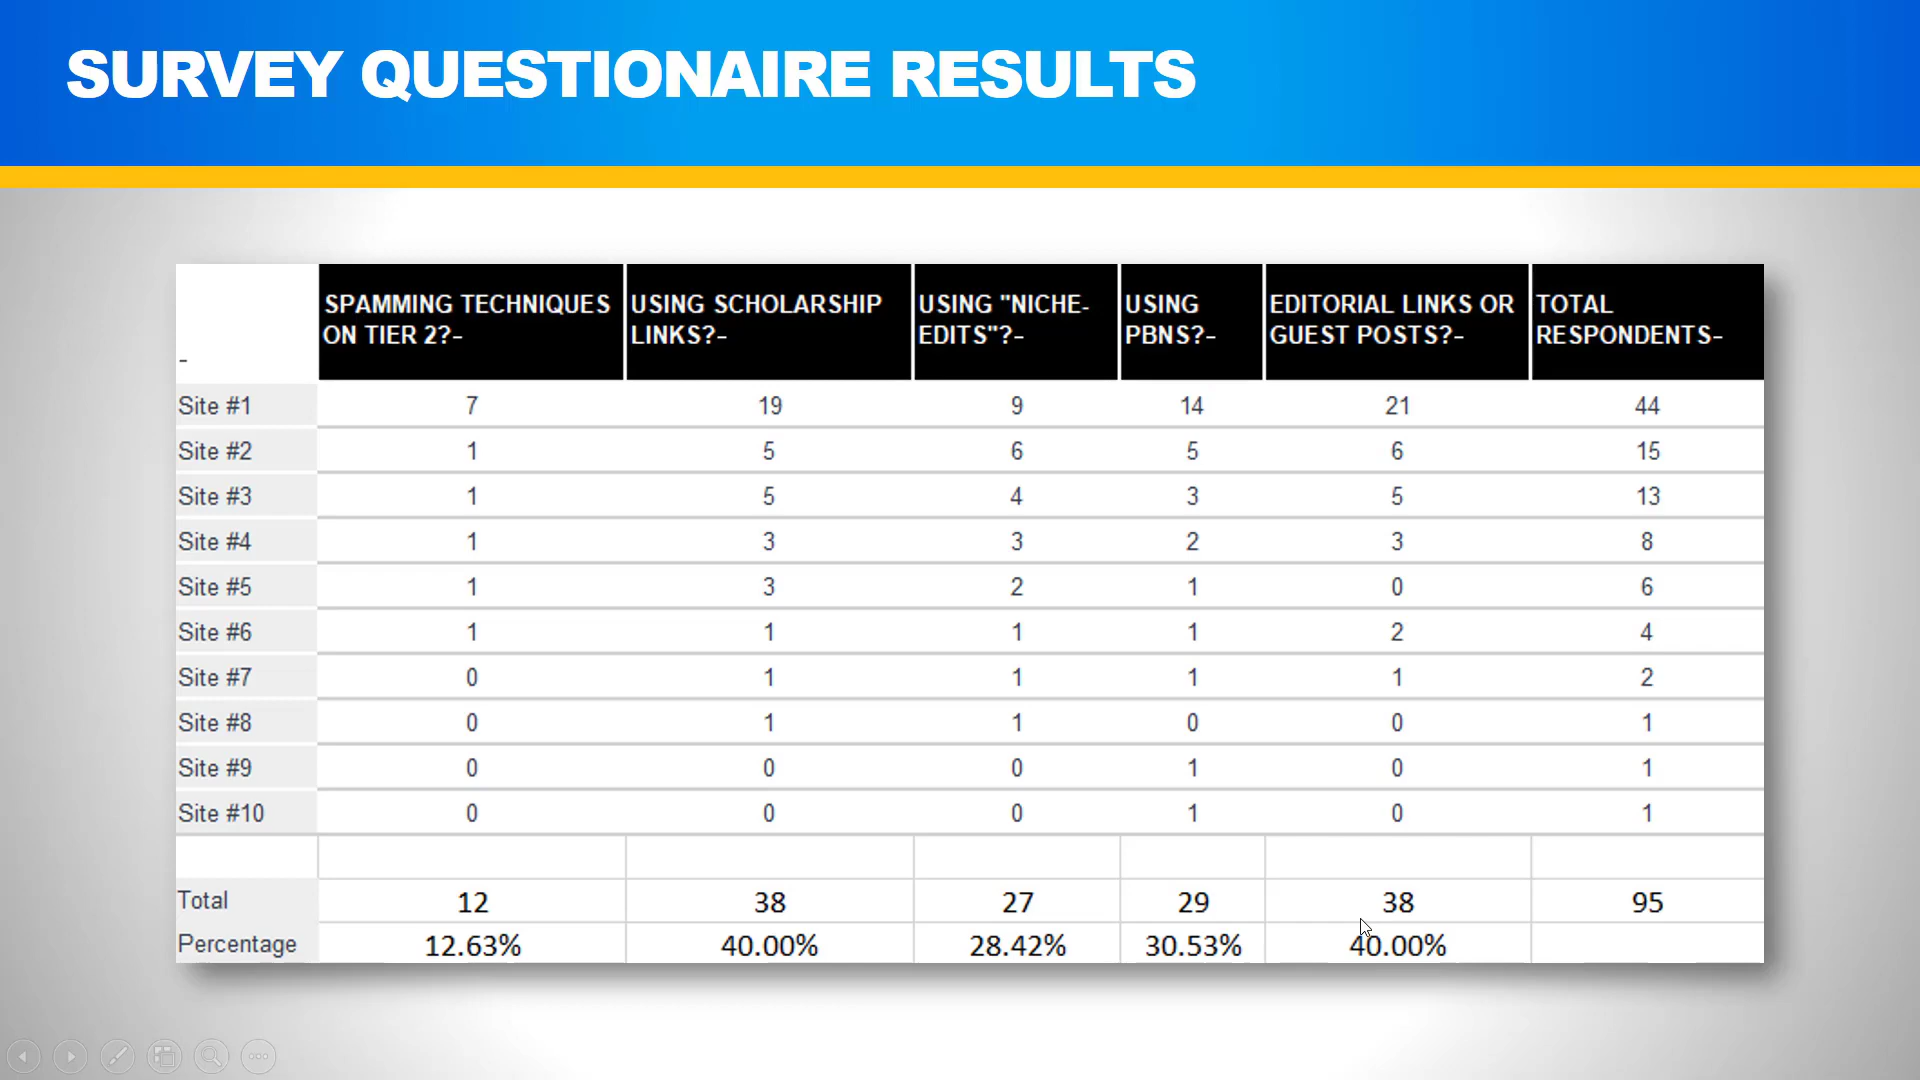 SURVEY QUESTIONAIRE RESULTS
- SPAMMING TECHNIQUES ON TIER 2?- USING SCHOLARSHIP LINKS?- USING "NICHE-EDITS"?- USING PBNS?- EDITORIAL LINKS OR GUEST POSTS?- TOTAL RESPONDENTS-
Site #1 7 19 9 14 21 44
Site #2 1 5 6 5 6 15
Site #3 1 5 4 3 5 13
Site #4 1 3 3 2 3 8
Site #5 1 3 2 1 0 6
Site #6 1 1 1 1 2 4
Site #7 0 1 1 1 1 2
Site #8 0 1 1 0 0 1
Site #9 0 0 0 1 0 1
Site #10 0 0 0 1 0 1
Total 12 38 27 29 38 95
Percentage 12.63% 40.00% 28.42% 30.53% 40.00%